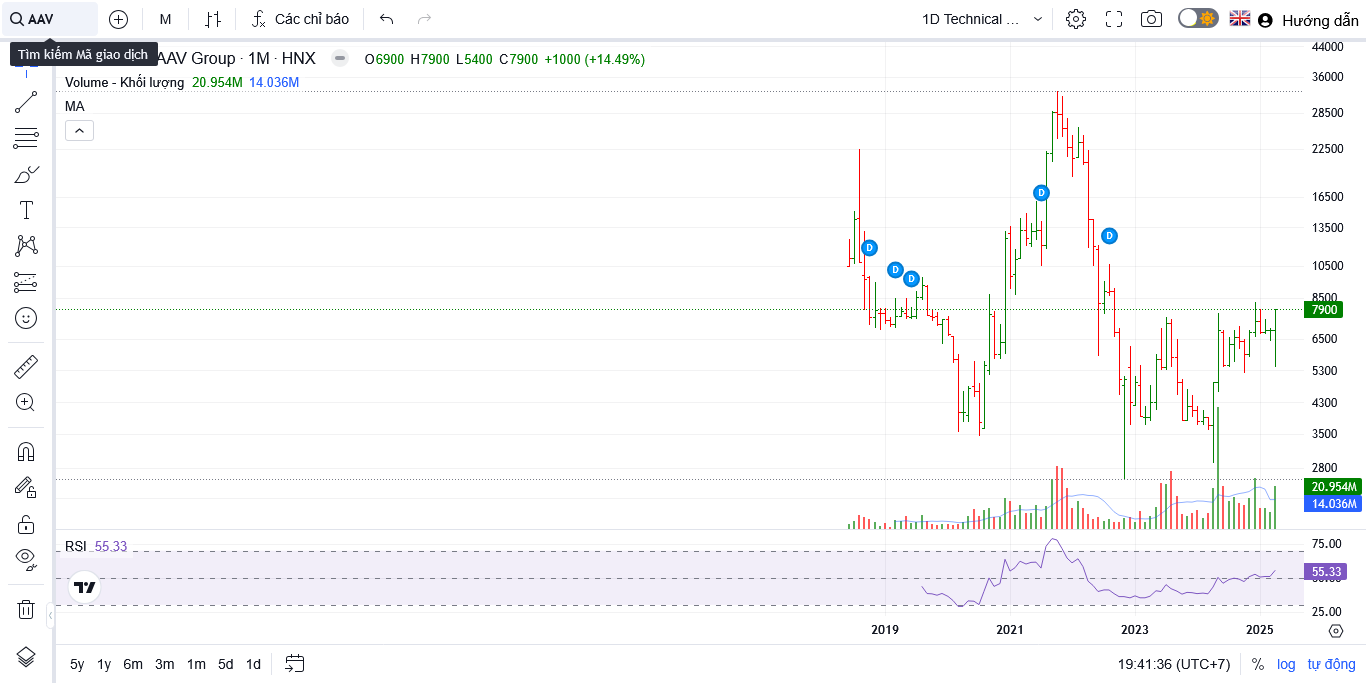 AAV
M
Các chỉ báo
1D Technical ...
Hướng dẫn
Tìm kiếm Mã giao dịch
AAV Group · 1M · HNX
O6900 H7900 L5400 C7900 +1000 (+14.49%)
Volume - Khối lượng 20.954M 14.036M
MA
44000
36000
28500
22500
16500
13500
10500
8500
7900
6500
5300
4300
3500
2800
20.954M
14.036M
D
D
D
D
D
RSI 55.33
75.00
55.33
25.00
2019 2021 2023 2025
5y 1y 6m 3m 1m 5d 1d
19:41:36 (UTC+7) % log tự động